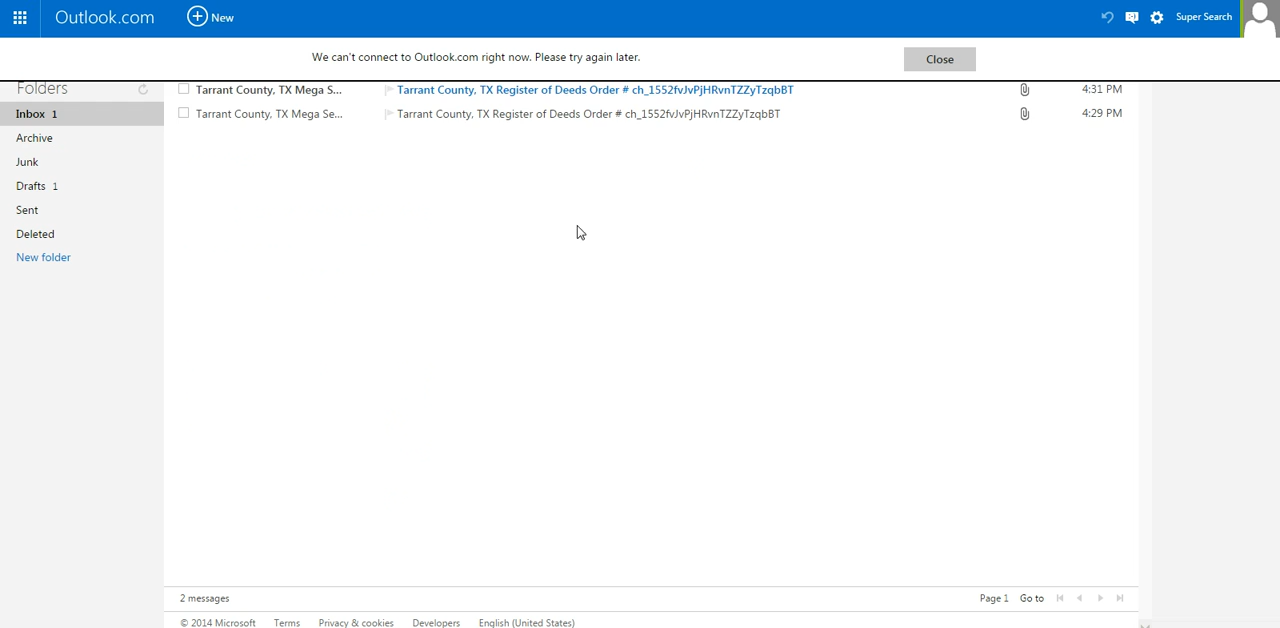 Outlook.com New Super Search
We can't connect to Outlook.com right now. Please try again later. Close
Folders
Tarrant County, TX Mega S... Tarrant County, TX Register of Deeds Order # ch_1552fvJvPjHRvnTZZyTzqbBT 4:31 PM
Inbox 1
Tarrant County, TX Mega Se... Tarrant County, TX Register of Deeds Order # ch_1552fvJvPjHRvnTZZyTzqbBT 4:29 PM
Archive
Junk
Drafts 1
Sent
Deleted
New folder
2 messages Page 1 Go to
© 2014 Microsoft Terms Privacy & cookies Developers English (United States)